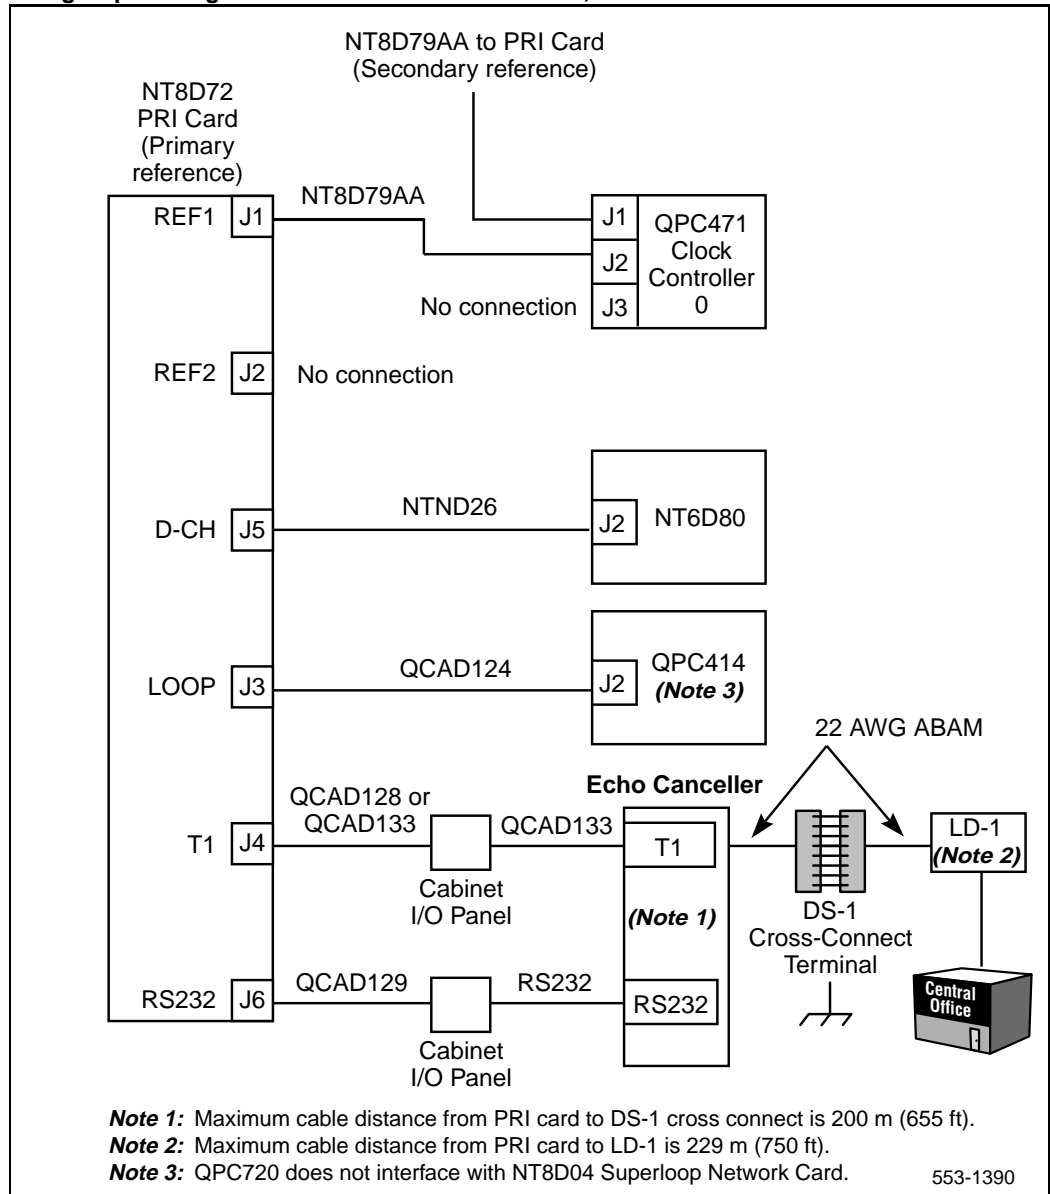 NT8D79AA to PRI Card
(Secondary reference)
NT8D72
PRI Card
(Primary
reference)
NT8D79AA
REF1 J1
J1
J2
J3
QPC471
Clock
Controller
0
No connection
REF2 J2 No connection
NTND26
D-CH J5
J2 NT6D80
QCAD124
LOOP J3
J2 QPC414
(Note 3)
22 AWG ABAM
Echo Canceller
QCAD128 or
QCAD133
QCAD133
T1 J4
T1
LD-1
(Note 2)
Cabinet
I/O Panel
(Note 1)
DS-1
Cross-Connect
Terminal
QCAD129
RS232
RS232 J6
RS232
Central
Office
Cabinet
I/O Panel
Note 1: Maximum cable distance from PRI card to DS-1 cross connect is 200 m (655 ft).
Note 2: Maximum cable distance from PRI card to LD-1 is 229 m (750 ft).
Note 3: QPC720 does not interface with NT8D04 Superloop Network Card.
553-1390